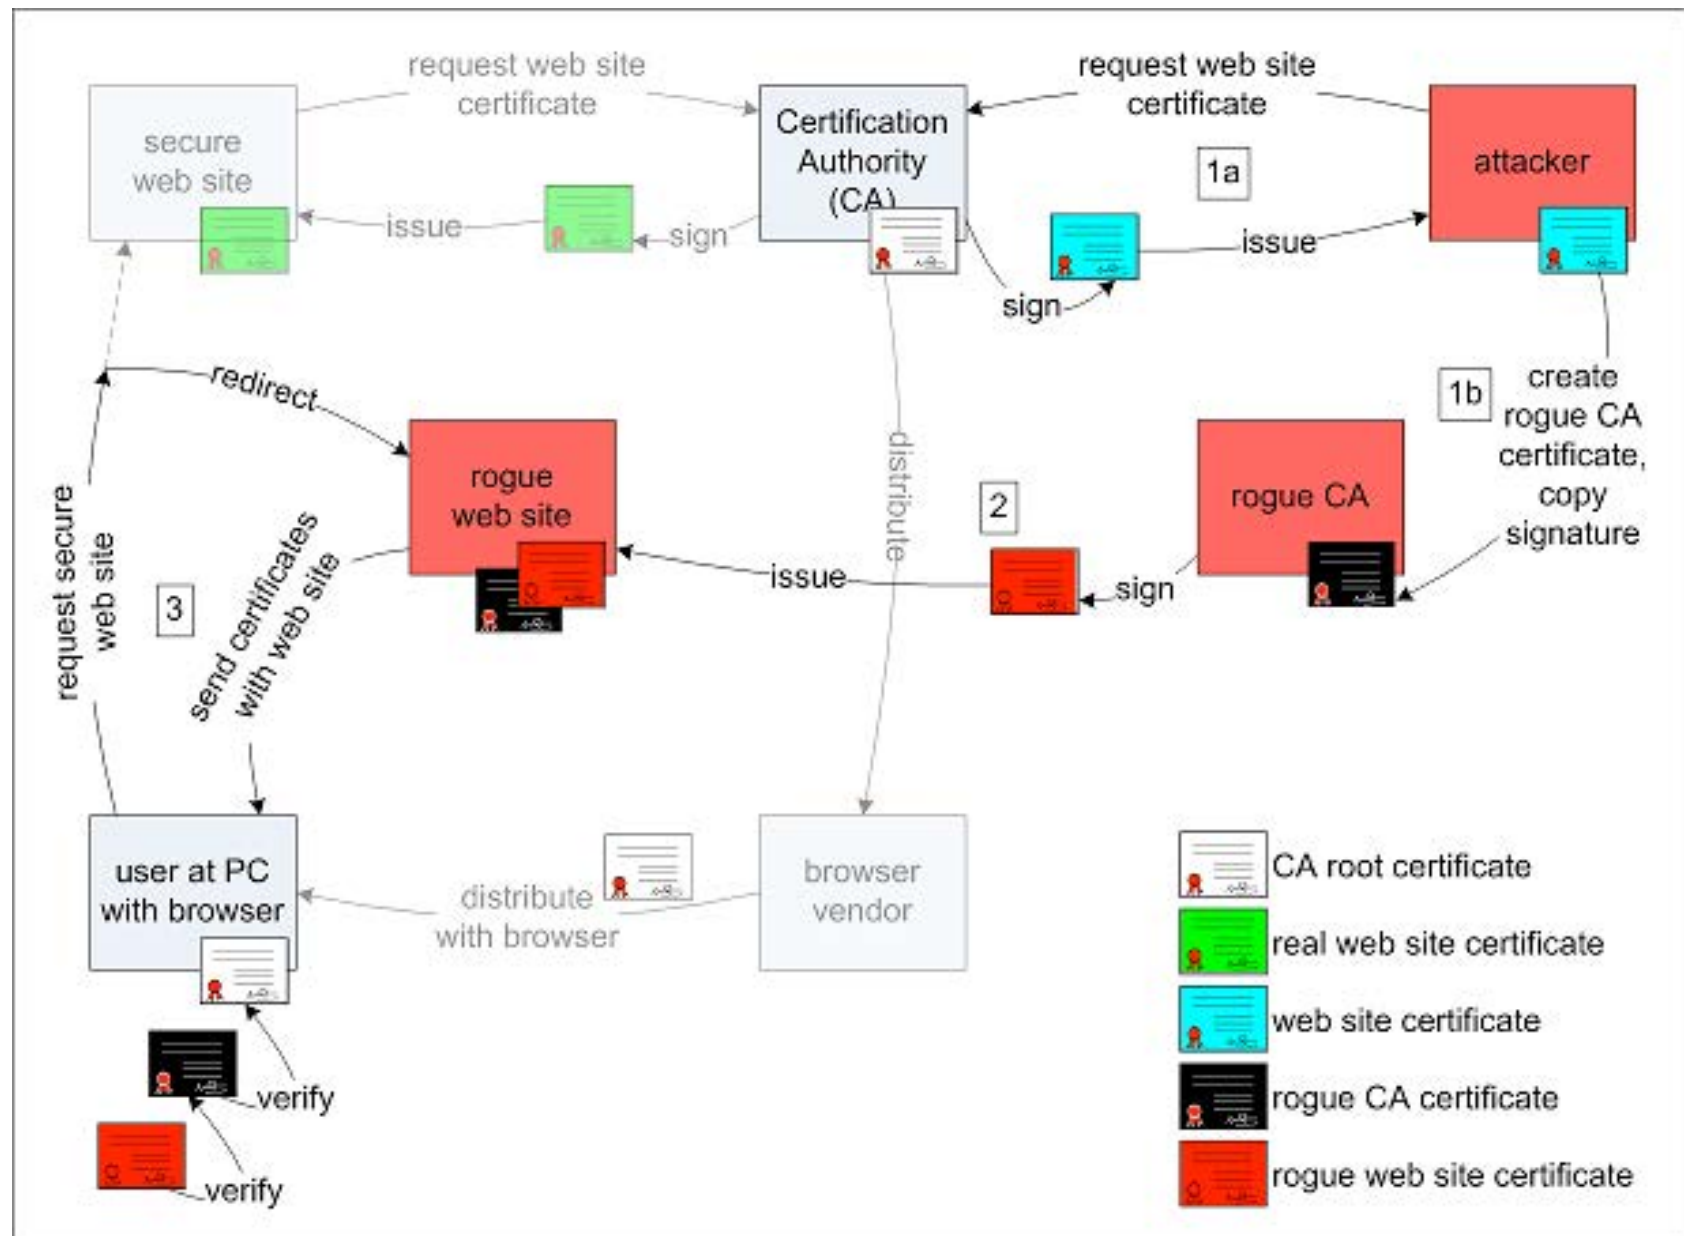 request web site
certificate
request web site
certificate
secure
web site
Certification
Authority
(CA)
attacker
1a
issue
sign
issue
sign
redirect
1b
create
rogue CA
certificate,
copy
signature
distribute
rogue
web site
2
rogue CA
issue
sign
request secure
web site
3
send certificates
with web site
user at PC
with browser
distribute
with browser
browser
vendor
CA root certificate
real web site certificate
web site certificate
rogue CA certificate
rogue web site certificate
verify
verify